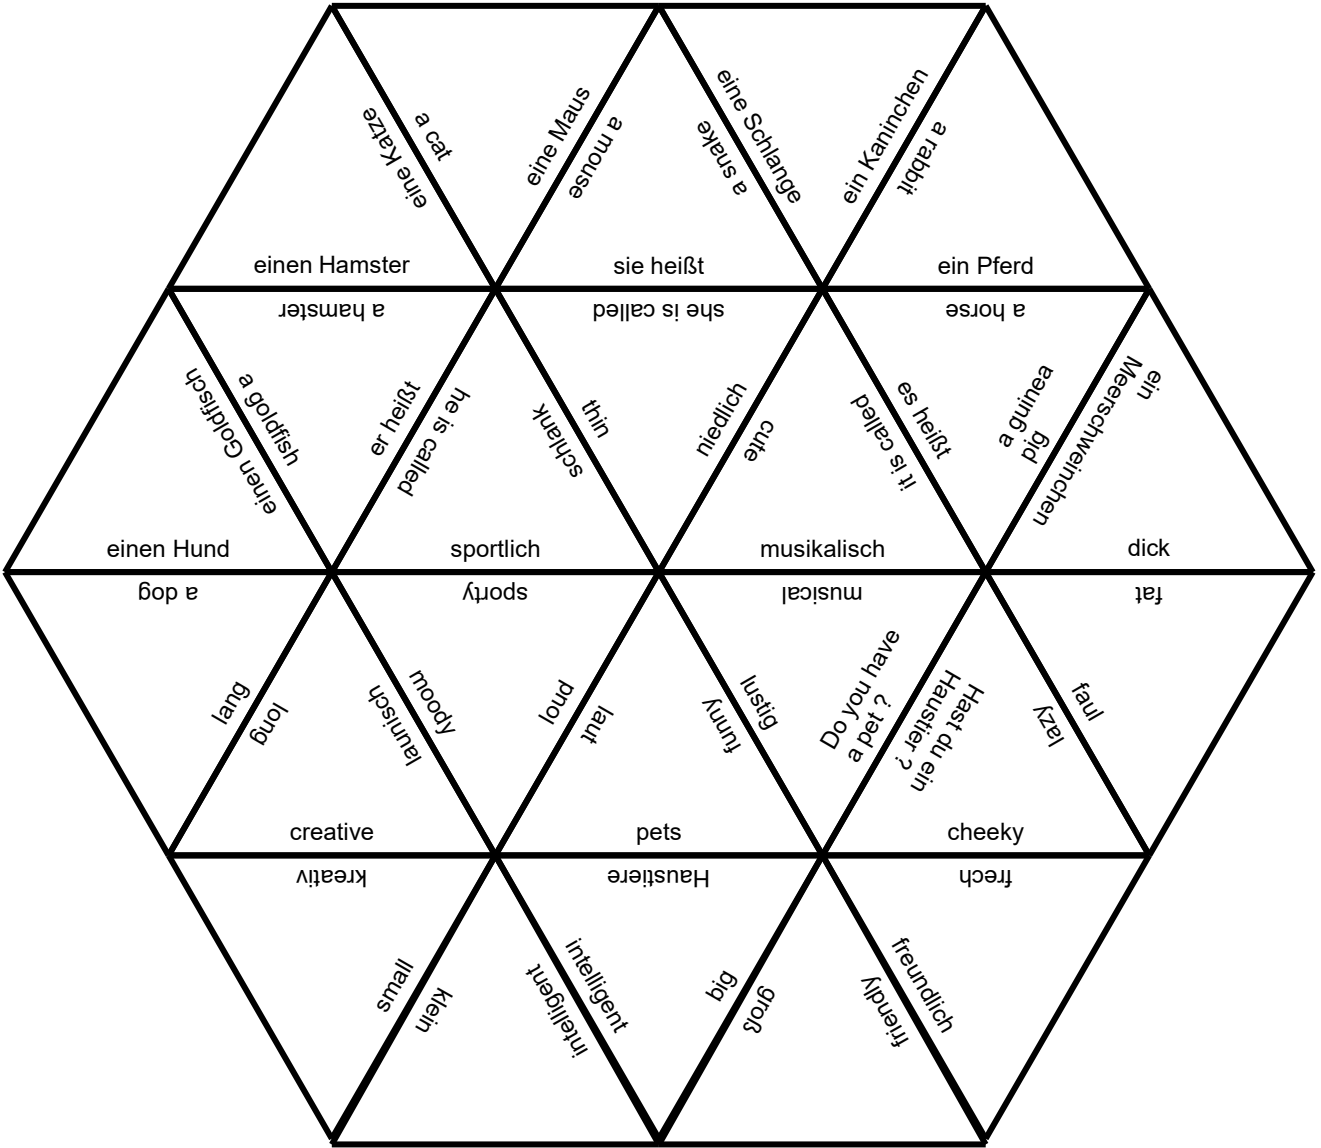 a cat
eine Katze
eine Maus
a mouse
eine Schlange
a snake
ein Kaninchen
a rabbit
einen Hamster
a hamster
sie heißt
she is called
ein Pferd
a horse
a goldfish
einen Goldfisch
er heißt
he is called
thin
schlank
niedlich
cute
es heißt
it is called
a guinea
pig
ein
Meerschweinchen
einen Hund
a dog
sportlich
sporty
musikalisch
musical
dick
fat
lang
long
moody
launisch
loud
laut
lustig
funny
Do you have
a pet ?
Hast du ein
Haustier ?
faul
lazy
creative
kreativ
pets
Haustiere
cheeky
frech
small
klein
intelligent
intelligent
big
groß
freundlich
friendly